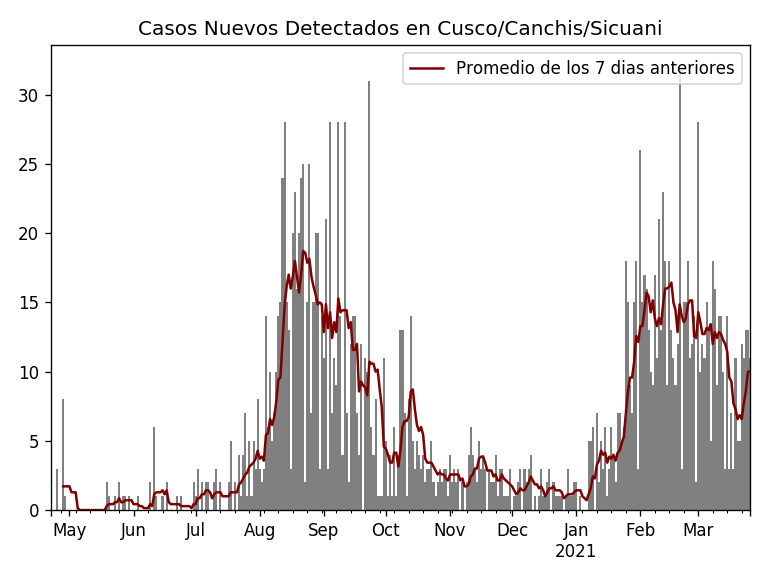 Casos Nuevos Detectados en Cusco/Canchis/Sicuani
Promedio de los 7 dias anteriores
30
25
20
15
10
5
0
May Jun Jul Aug Sep Oct Nov Dec Jan Feb Mar
2021